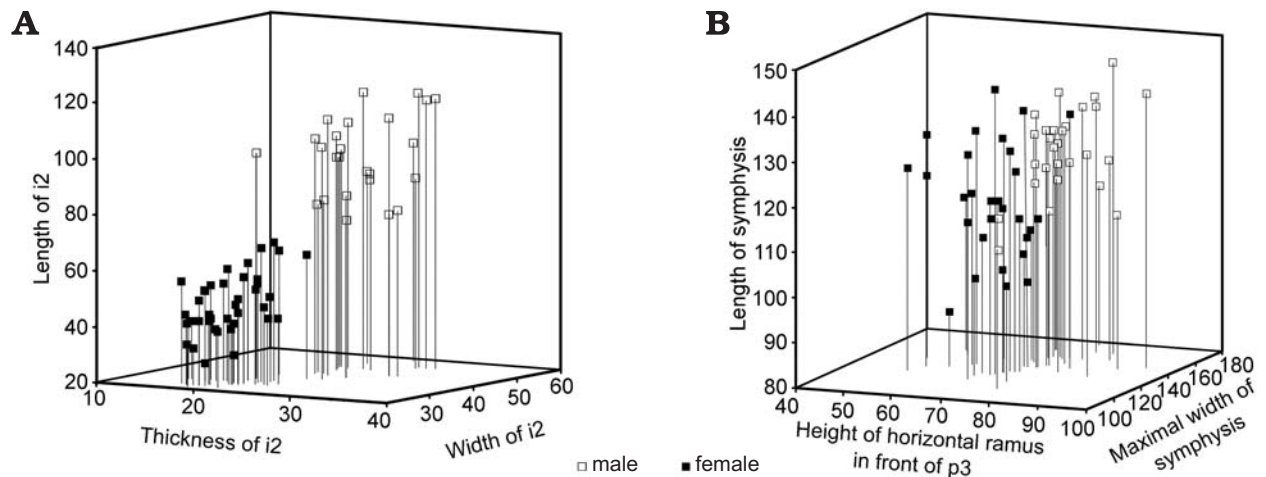 A
140
120
100
80
60
40
20
Length of i2
10
20
30
40
Thickness of i2
30
40
50
60
Width of i2
B
150
140
130
120
110
100
90
80
Length of symphysis
40
50
60
70
80
90
100
Height of horizontal ramus
in front of p3
100
120
140
160
180
Maximal width of
symphysis
male
female